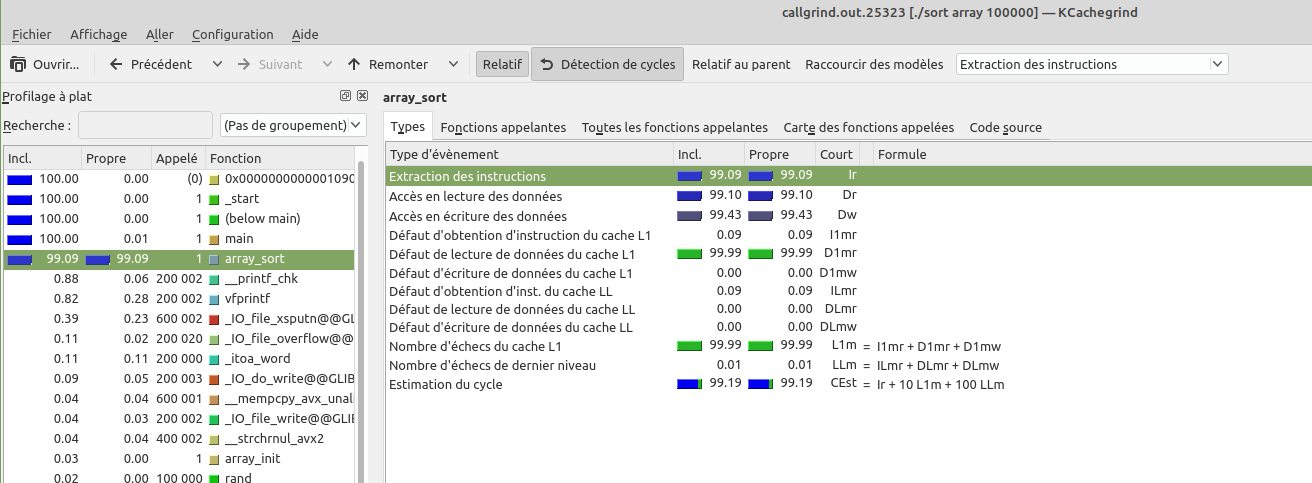 callgrind.out.25323 [./sort array 100000] — KCachegrind
Fichier Affichage Aller Configuration Aide
Ouvrir... Précédent Suivant Remonter Relatif Détection de cycles Relatif au parent Raccourcir des modèles Extraction des instructions
Profilage à plat
Recherche : (Pas de groupement)
Incl. Propre Appelé Fonction
100.00 0.00 (0) 0x0000000000001090
100.00 0.00 1 _start
100.00 0.00 1 (below main)
100.00 0.01 1 main
99.09 99.09 1 array_sort
0.88 0.06 200 002 __printf_chk
0.82 0.28 200 002 vfprintf
0.39 0.23 600 002 _IO_file_xsputn@@GL
0.11 0.02 200 020 _IO_file_overflow@@
0.11 0.11 200 000 _itoa_word
0.09 0.05 200 003 _IO_do_write@@GLIB
0.04 0.04 600 001 __mempcpy_avx_unal
0.04 0.03 200 002 _IO_file_write@@GLIB
0.04 0.04 400 002 __strchrnul_avx2
0.03 0.00 1 array_init
0.02 0.00 100 000 rand
array_sort
Types Fonctions appelantes Toutes les fonctions appelantes Carte des fonctions appelées Code source
Type d'évènement Incl. Propre Court Formule
Extraction des instructions 99.09 99.09 Ir
Accès en lecture des données 99.10 99.10 Dr
Accès en écriture des données 99.43 99.43 Dw
Défaut d'obtention d'instruction du cache L1 0.09 0.09 I1mr
Défaut de lecture de données du cache L1 99.99 99.99 D1mr
Défaut d'écriture de données du cache L1 0.00 0.00 D1mw
Défaut d'obtention d'inst. du cache LL 0.09 0.09 ILmr
Défaut de lecture de données du cache LL 0.00 0.00 DLmr
Défaut d'écriture de données du cache LL 0.00 0.00 DLmw
Nombre d'échecs du cache L1 99.99 99.99 L1m = I1mr + D1mr + D1mw
Nombre d'échecs de dernier niveau 0.01 0.01 LLm = ILmr + DLmr + DLmw
Estimation du cycle 99.19 99.19 CEst = Ir + 10 L1m + 100 LLm